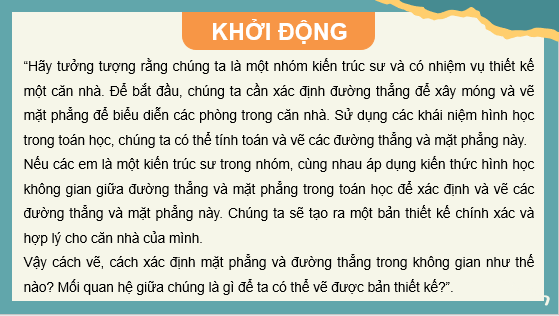 KHỞI ĐỘNG
“Hãy tưởng tượng rằng chúng ta là một nhóm kiến trúc sư và có nhiệm vụ thiết kế
một căn nhà. Để bắt đầu, chúng ta cần xác định đường thẳng để xây móng và vẽ
mặt phẳng để biểu diễn các phòng trong căn nhà. Sử dụng các khái niệm hình học
trong toán học, chúng ta có thể tính toán và vẽ các đường thẳng và mặt phẳng này.
Nếu các em là một kiến trúc sư trong nhóm, cùng nhau áp dụng kiến thức hình học
không gian giữa đường thẳng và mặt phẳng trong toán học để xác định và vẽ các
đường thẳng và mặt phẳng này. Chúng ta sẽ tạo ra một bản thiết kế chính xác và
hợp lý cho căn nhà của mình.
Vậy cách vẽ, cách xác định mặt phẳng và đường thẳng trong không gian như thế
nào? Mối quan hệ giữa chúng là gì để ta có thể vẽ được bản thiết kế?”.